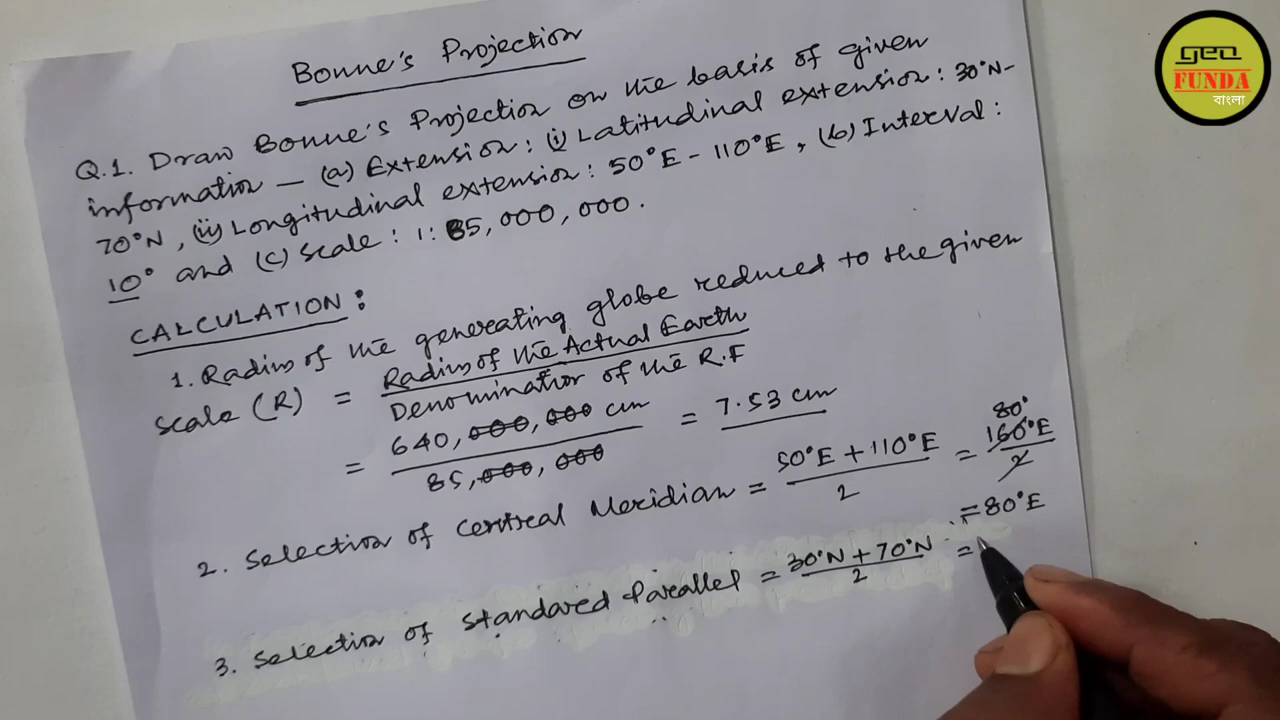 Bonne's Projection
Q.1. Draw Bonne's Projection on the basis of given
information — (a) Extension: (i) Latitudinal extension: 30°N-
70°N, (ii) Longitudinal extension: 50°E - 110°E, (b) Interval:
10° and (c) Scale: 1: 85,000,000.
CALCULATION:
1. Radius of the generating globe reduced to the given
Scale (R) = Radius of the Actual Earth
Denominator of the R.F
= 640,000,000 cm = 7.53 cm
85,000,000
2. Selection of Central Meridian = 50°E + 110°E = 160°E
2 2
80°
= 80°E
3. Selection of Standared Parallel = 30°N + 70°N =
2
GEO
FUNDA
বাংলা